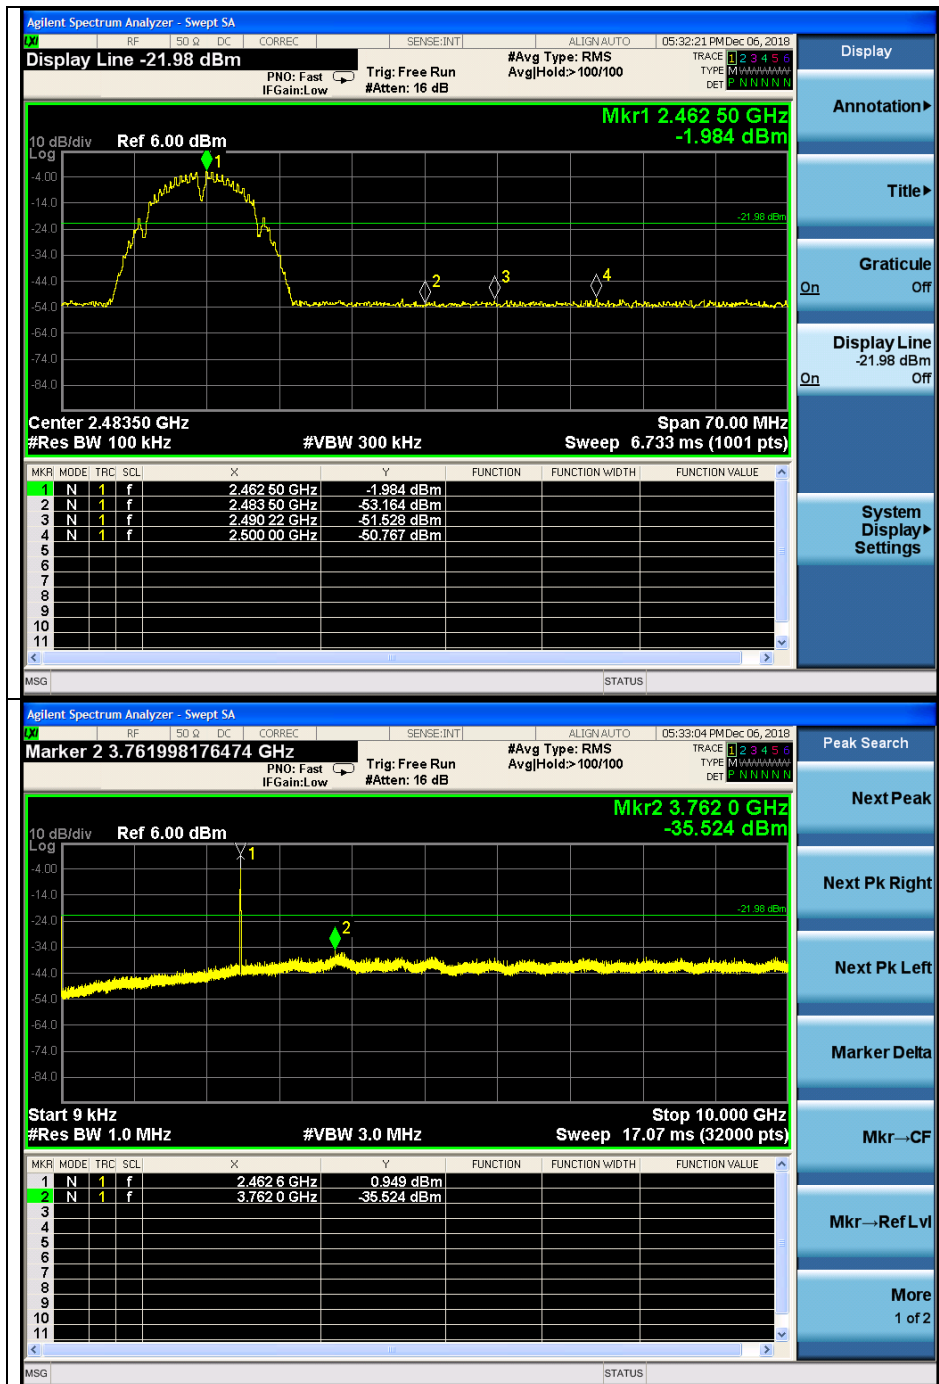 Agilent Spectrum Analyzer - Swept SA
LXI RF 50 Ω DC CORREC SENSE:INT ALIGN AUTO 05:32:21 PM Dec 06, 2018
Display Line -21.98 dBm
PNO: Fast
IFGain:Low
Trig: Free Run
#Atten: 16 dB
#Avg Type: RMS
Avg|Hold:>100/100
TRACE 1 2 3 4 5 6
TYPE M WWWWW
DET P N N N N N
Mkr1 2.462 50 GHz
-1.984 dBm
10 dB/div
Log
Ref 6.00 dBm
1
-4.00
-14.0
-21.98 dBm
-24.0
-34.0
-44.0
2
3
4
-54.0
-64.0
-74.0
-84.0
Center 2.48350 GHz
Span 70.00 MHz
#Res BW 100 kHz
#VBW 300 kHz
Sweep 6.733 ms (1001 pts)
MKR MODE TRC SCL X Y FUNCTION FUNCTION WIDTH FUNCTION VALUE
1 N 1 f 2.462 50 GHz -1.984 dBm
2 N 1 f 2.483 50 GHz -53.164 dBm
3 N 1 f 2.490 22 GHz -51.528 dBm
4 N 1 f 2.500 00 GHz -50.767 dBm
5
6
7
8
9
10
11
MSG
STATUS
Display
Annotation
Title
Graticule
On Off
Display Line
-21.98 dBm
On Off
System
Display
Settings
Agilent Spectrum Analyzer - Swept SA
LXI RF 50 Ω DC CORREC SENSE:INT ALIGN AUTO 05:33:04 PM Dec 06, 2018
Marker 2 3.761998176474 GHz
PNO: Fast
IFGain:Low
Trig: Free Run
#Atten: 16 dB
#Avg Type: RMS
Avg|Hold:>100/100
TRACE 1 2 3 4 5 6
TYPE M WWWWW
DET P N N N N N
Mkr2 3.762 0 GHz
-35.524 dBm
10 dB/div
Log
Ref 6.00 dBm
1
-4.00
-14.0
-21.98 dBm
-24.0
2
-34.0
-44.0
-54.0
-64.0
-74.0
-84.0
Start 9 kHz
Stop 10.000 GHz
#Res BW 1.0 MHz
#VBW 3.0 MHz
Sweep 17.07 ms (32000 pts)
MKR MODE TRC SCL X Y FUNCTION FUNCTION WIDTH FUNCTION VALUE
1 N 1 f 2.462 6 GHz 0.949 dBm
2 N 1 f 3.762 0 GHz -35.524 dBm
3
4
5
6
7
8
9
10
11
MSG
STATUS
Peak Search
Next Peak
Next Pk Right
Next Pk Left
Marker Delta
Mkr→CF
Mkr→Ref Lvl
More
1 of 2